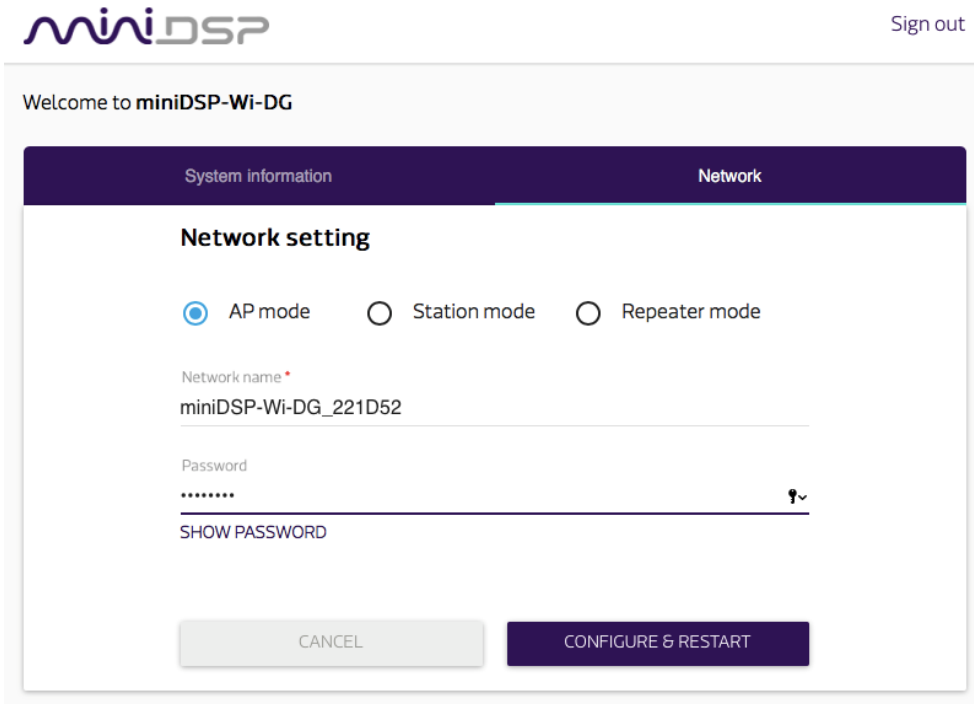 miniDSP
Sign out
Welcome to miniDSP-Wi-DG
System information
Network
Network setting
AP mode
Station mode
Repeater mode
Network name *
miniDSP-Wi-DG_221D52
Password
••••••••
SHOW PASSWORD
CANCEL
CONFIGURE & RESTART